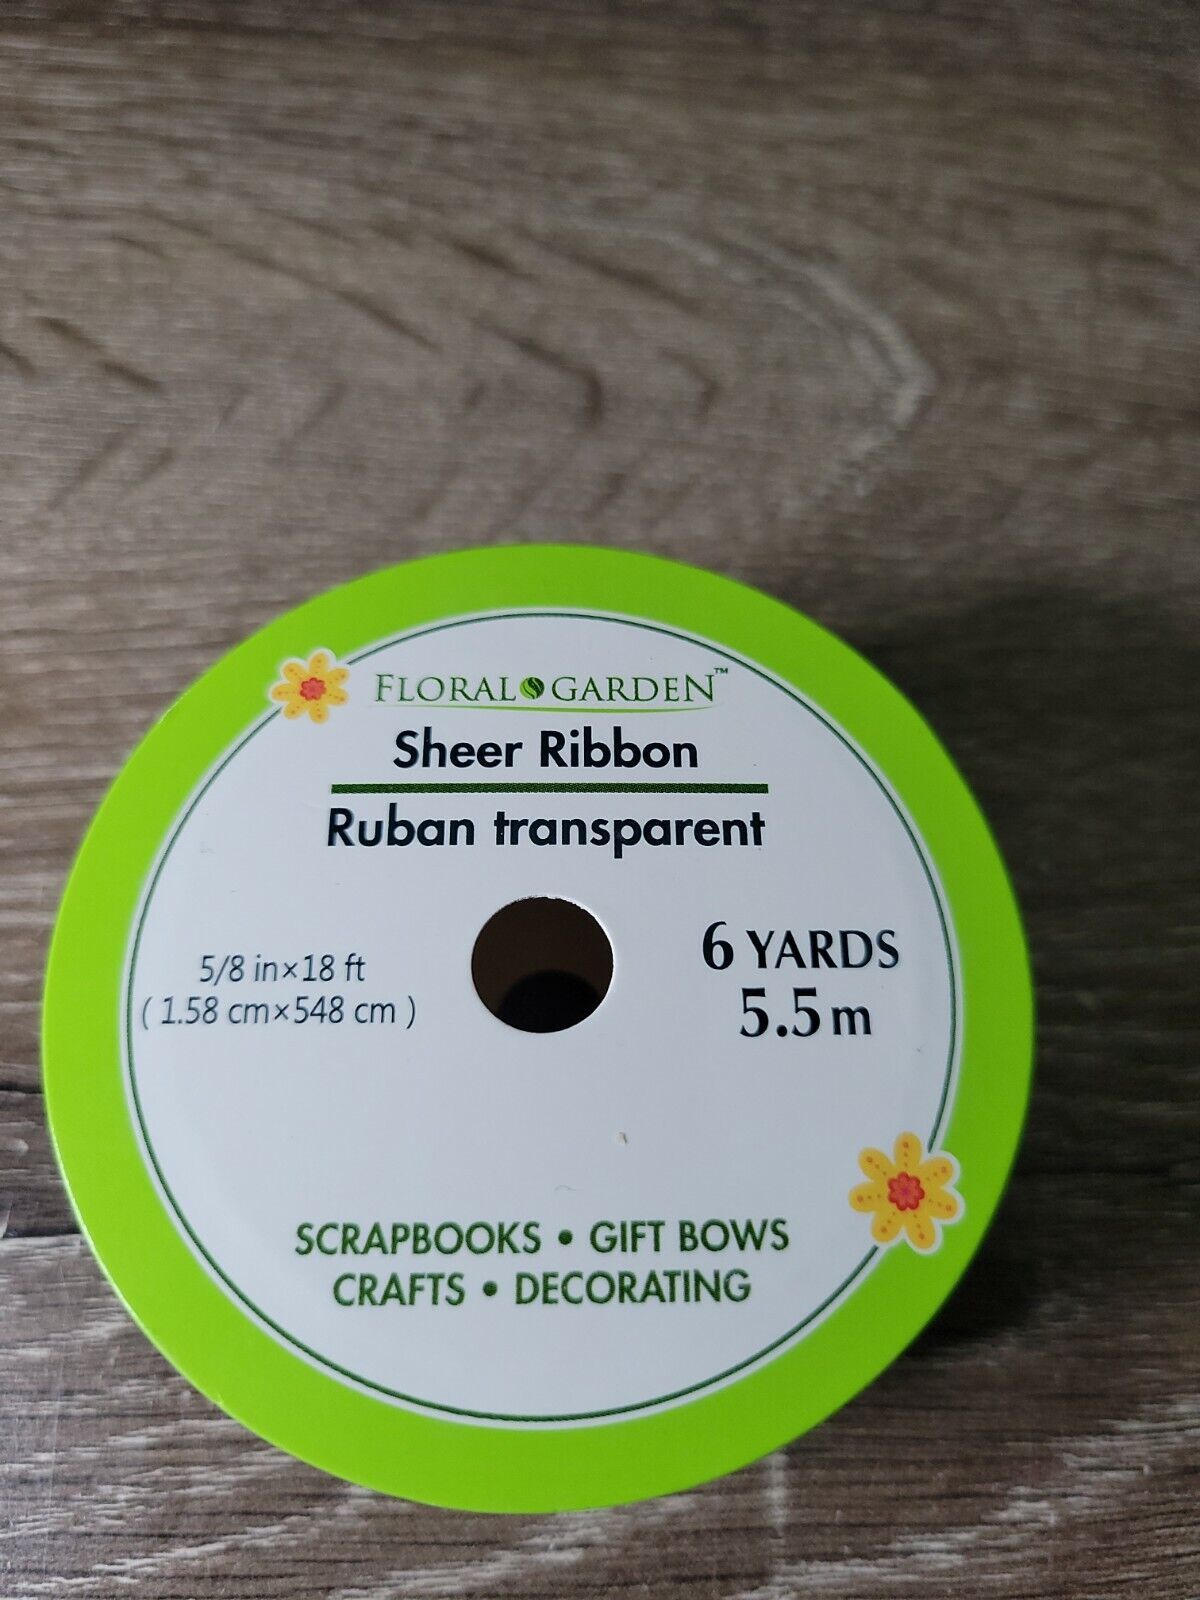 FLORAL GARDEN™
Sheer Ribbon
Ruban transparent
5/8 in×18 ft
( 1.58 cm×548 cm )
6 YARDS
5.5 m
SCRAPBOOKS • GIFT BOWS
CRAFTS • DECORATING